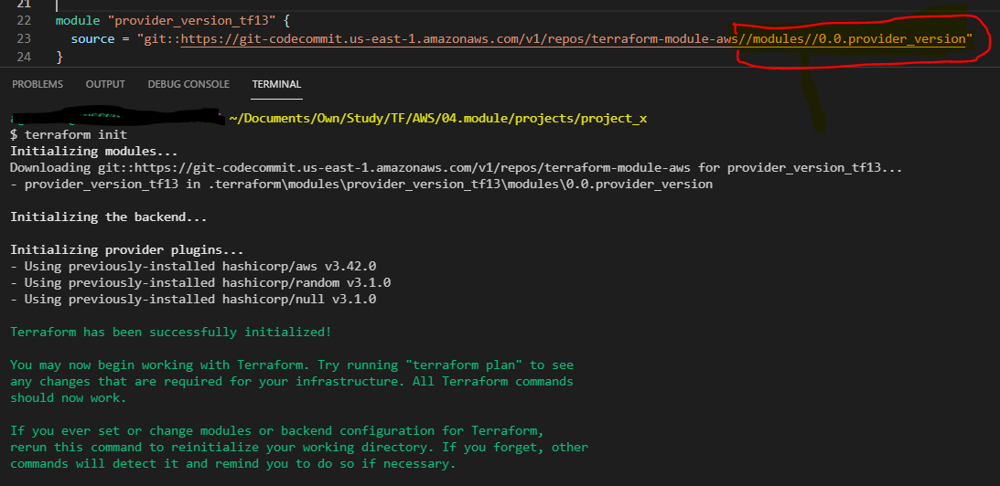 21
22 module "provider_version_tf13" {
23 source = "git::https://git-codecommit.us-east-1.amazonaws.com/v1/repos/terraform-module-aws//modules//0.0.provider_version"
24 }
PROBLEMS OUTPUT DEBUG CONSOLE TERMINAL
~/Documents/Own/Study/TF/AWS/04.module/projects/project_x
$ terraform init
Initializing modules...
Downloading git::https://git-codecommit.us-east-1.amazonaws.com/v1/repos/terraform-module-aws for provider_version_tf13...
- provider_version_tf13 in .terraform\modules\provider_version_tf13\modules\0.0.provider_version
Initializing the backend...
Initializing provider plugins...
- Using previously-installed hashicorp/aws v3.42.0
- Using previously-installed hashicorp/random v3.1.0
- Using previously-installed hashicorp/null v3.1.0
Terraform has been successfully initialized!
You may now begin working with Terraform. Try running "terraform plan" to see
any changes that are required for your infrastructure. All Terraform commands
should now work.
If you ever set or change modules or backend configuration for Terraform,
rerun this command to reinitialize your working directory. If you forget, other
commands will detect it and remind you to do so if necessary.